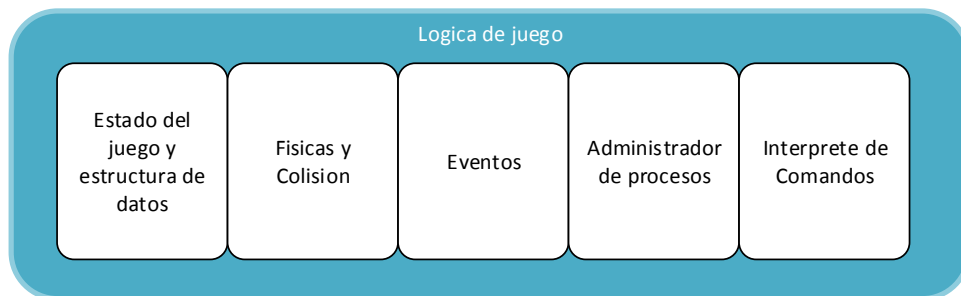 Logica de juego
Estado del
juego y
estructura de
datos
Fisicas y
Colision
Eventos
Administrador
de procesos
Interprete de
Comandos